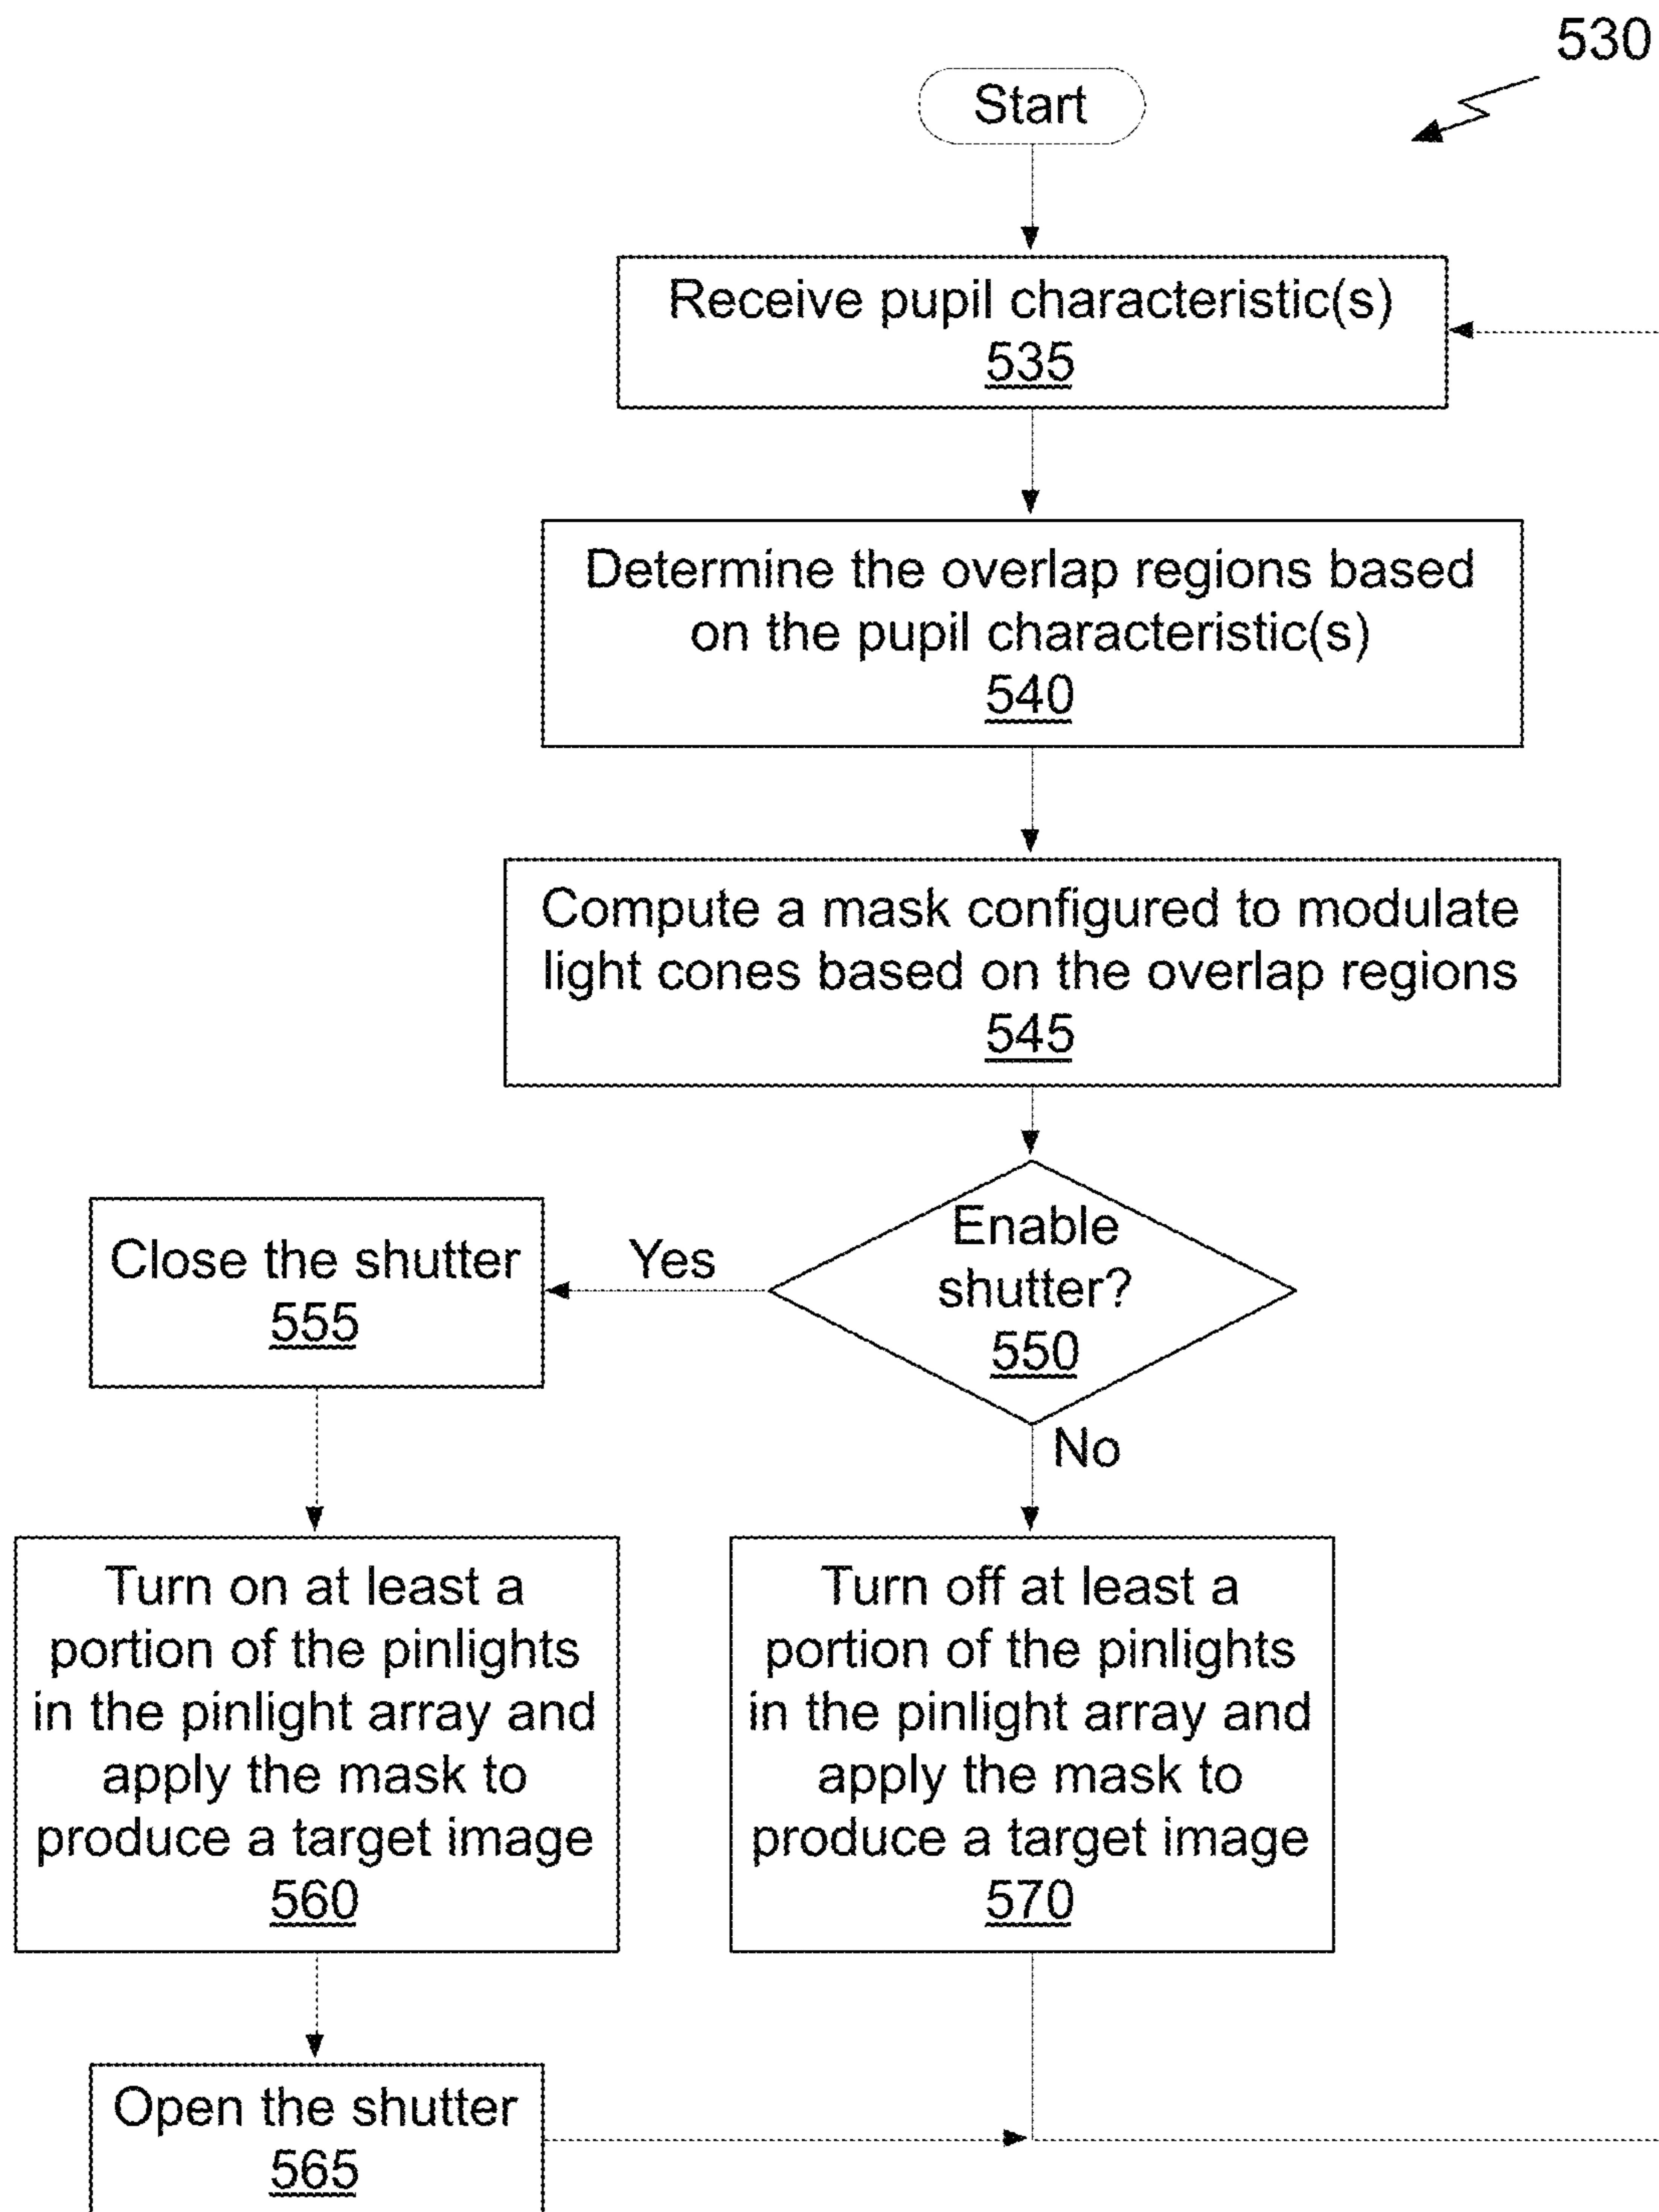 530
Start
Receive pupil characteristic(s)
535
Determine the overlap regions based
on the pupil characteristic(s)
540
Compute a mask configured to modulate
light cones based on the overlap regions
545
Enable
shutter?
550
Yes
Close the shutter
555
No
Turn on at least a
portion of the pinlights
in the pinlight array and
apply the mask to
produce a target image
560
Turn off at least a
portion of the pinlights
in the pinlight array and
apply the mask to
produce a target image
570
Open the shutter
565